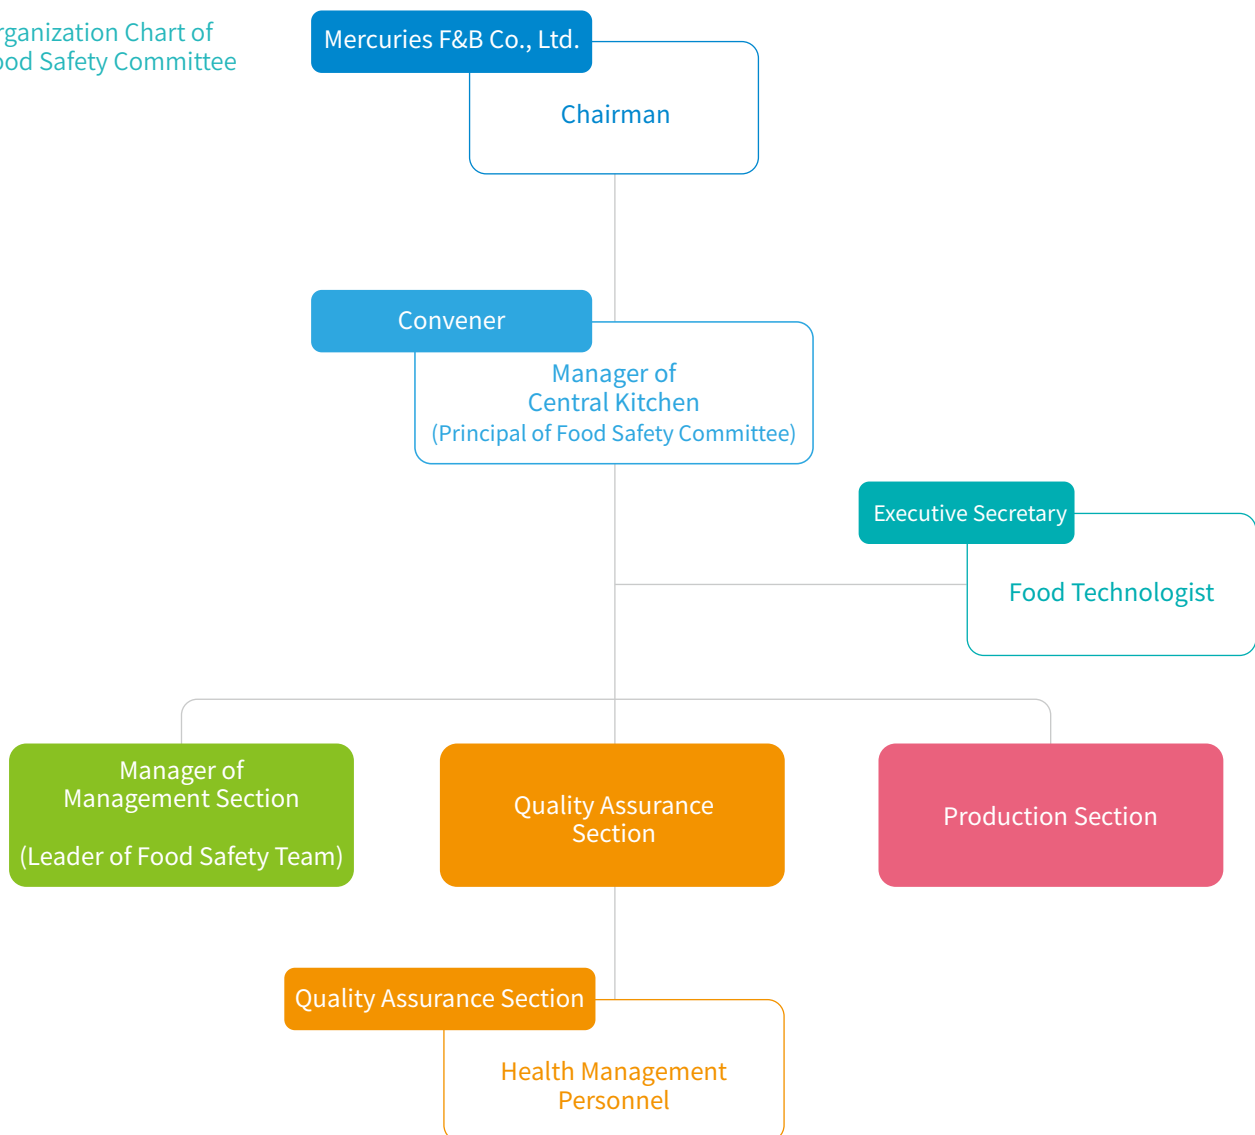 rganization Chart of
ood Safety Committee
Mercuries F&B Co., Ltd.
Chairman
Convener
Manager of
Central Kitchen
(Principal of Food Safety Committee)
Executive Secretary
Food Technologist
Manager of
Management Section
(Leader of Food Safety Team)
Quality Assurance
Section
Production Section
Quality Assurance Section
Health Management
Personnel